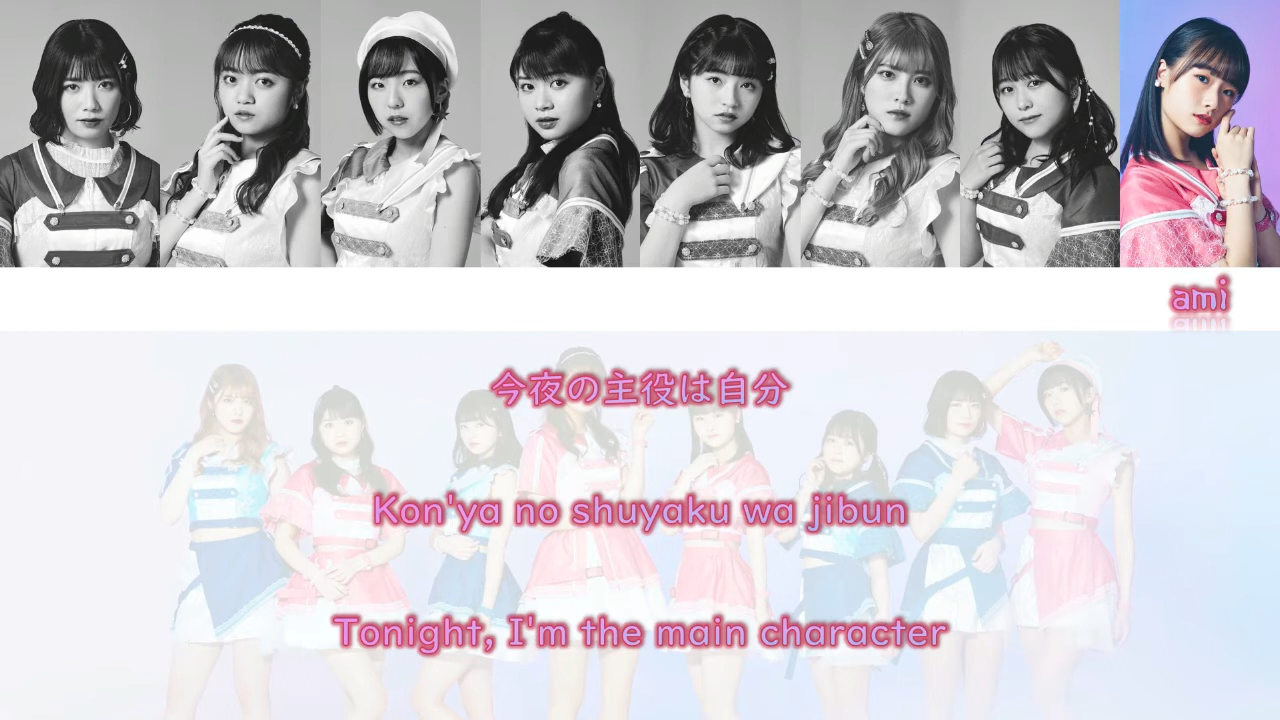 ami
今夜の主役は自分
Kon'ya no shuyaku wa jibun
Tonight, I'm the main character